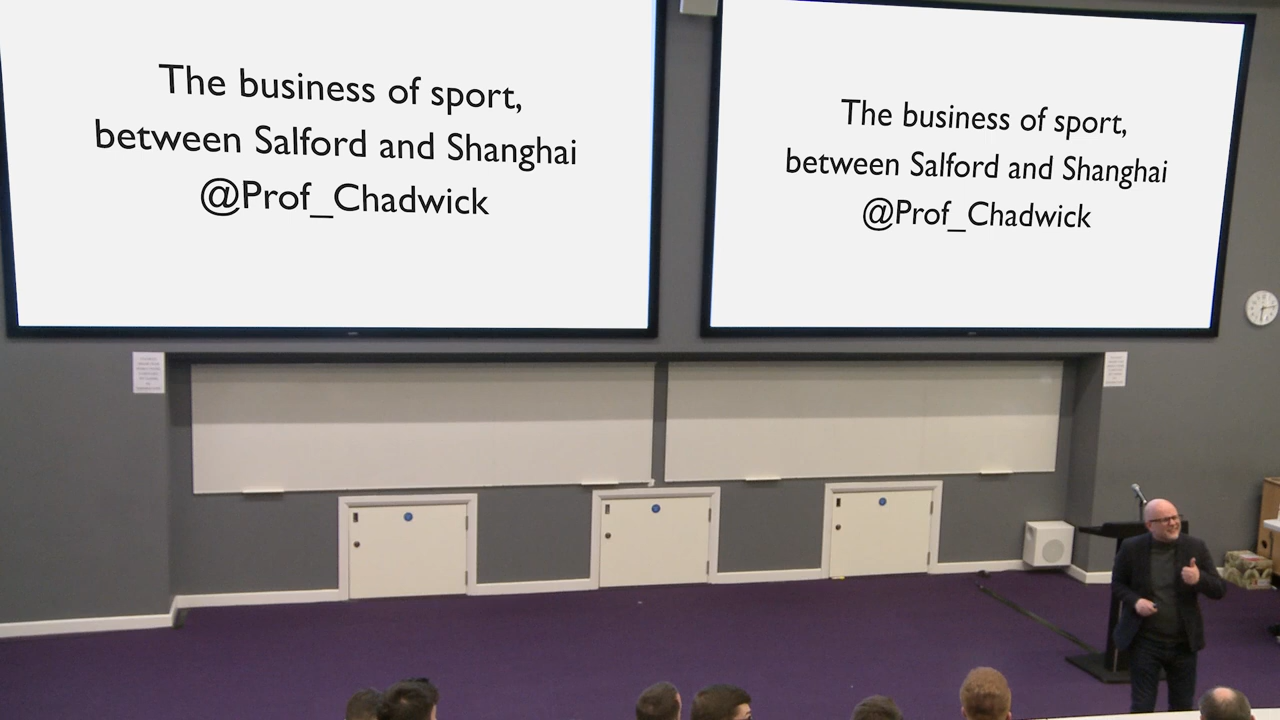 The business of sport,
between Salford and Shanghai
@Prof_Chadwick
The business of sport,
between Salford and Shanghai
@Prof_Chadwick